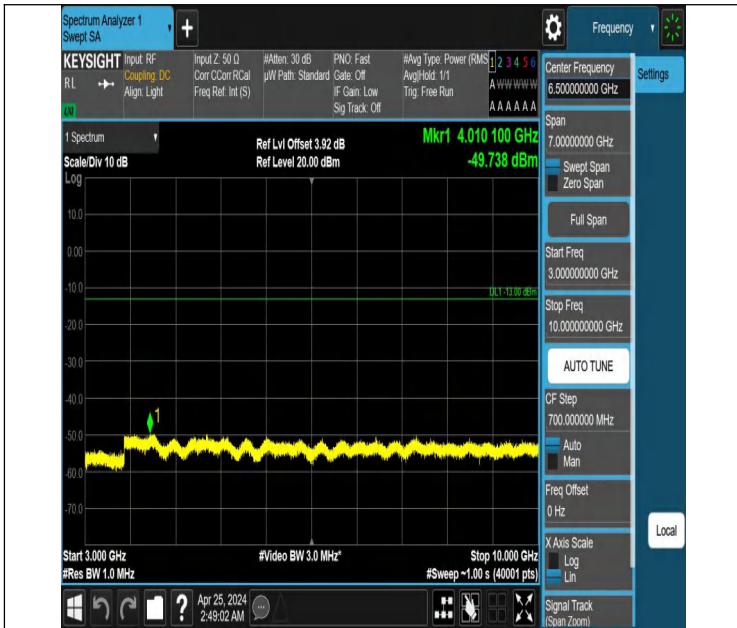 Spectrum Analyzer 1
Swept SA
+
Frequency
KEYSIGHT
RL
Input: RF
Coupling: DC
Align: Light
Input Z: 50 Ω
Corr CCorr RCal
Freq Ref: Int (S)
#Atten: 30 dB
µW Path: Standard
PNO: Fast
Gate: Off
IF Gain: Low
Sig Track: Off
#Avg Type: Power (RMS
Avg|Hold: 1/1
Trig: Free Run
1 2 3 4 5 6
A W W W W W
A A A A A A
1 Spectrum
Scale/Div 10 dB
Log
Ref Lvl Offset 3.92 dB
Ref Level 20.00 dBm
Mkr1 4.010 100 GHz
-49.738 dBm
10.0
0.00
-10.0
DL1 -13.00 dBm
-20.0
-30.0
-40.0
1
-50.0
-60.0
-70.0
Start 3.000 GHz
#Res BW 1.0 MHz
#Video BW 3.0 MHz*
Stop 10.000 GHz
#Sweep ~1.00 s (40001 pts)
?
Apr 25, 2024
2:49:02 AM
Center Frequency
6.500000000 GHz
Span
7.00000000 GHz
Swept Span
Zero Span
Full Span
Start Freq
3.000000000 GHz
Stop Freq
10.000000000 GHz
AUTO TUNE
CF Step
700.000000 MHz
Auto
Man
Freq Offset
0 Hz
X Axis Scale
Log
Lin
Signal Track
(Span Zoom)
Settings
Local